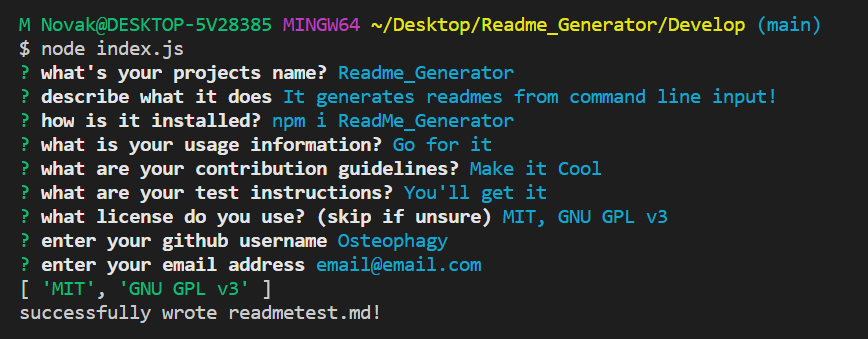 M Novak@DESKTOP-5V28385 MINGW64 ~/Desktop/Readme_Generator/Develop (main)
$ node index.js
? what's your projects name? Readme_Generator
? describe what it does It generates readmes from command line input!
? how is it installed? npm i ReadMe_Generator
? what is your usage information? Go for it
? what are your contribution guidelines? Make it Cool
? what are your test instructions? You'll get it
? what license do you use? (skip if unsure) MIT, GNU GPL v3
? enter your github username Osteophagy
? enter your email address email@email.com
[ 'MIT', 'GNU GPL v3' ]
successfully wrote readmetest.md!